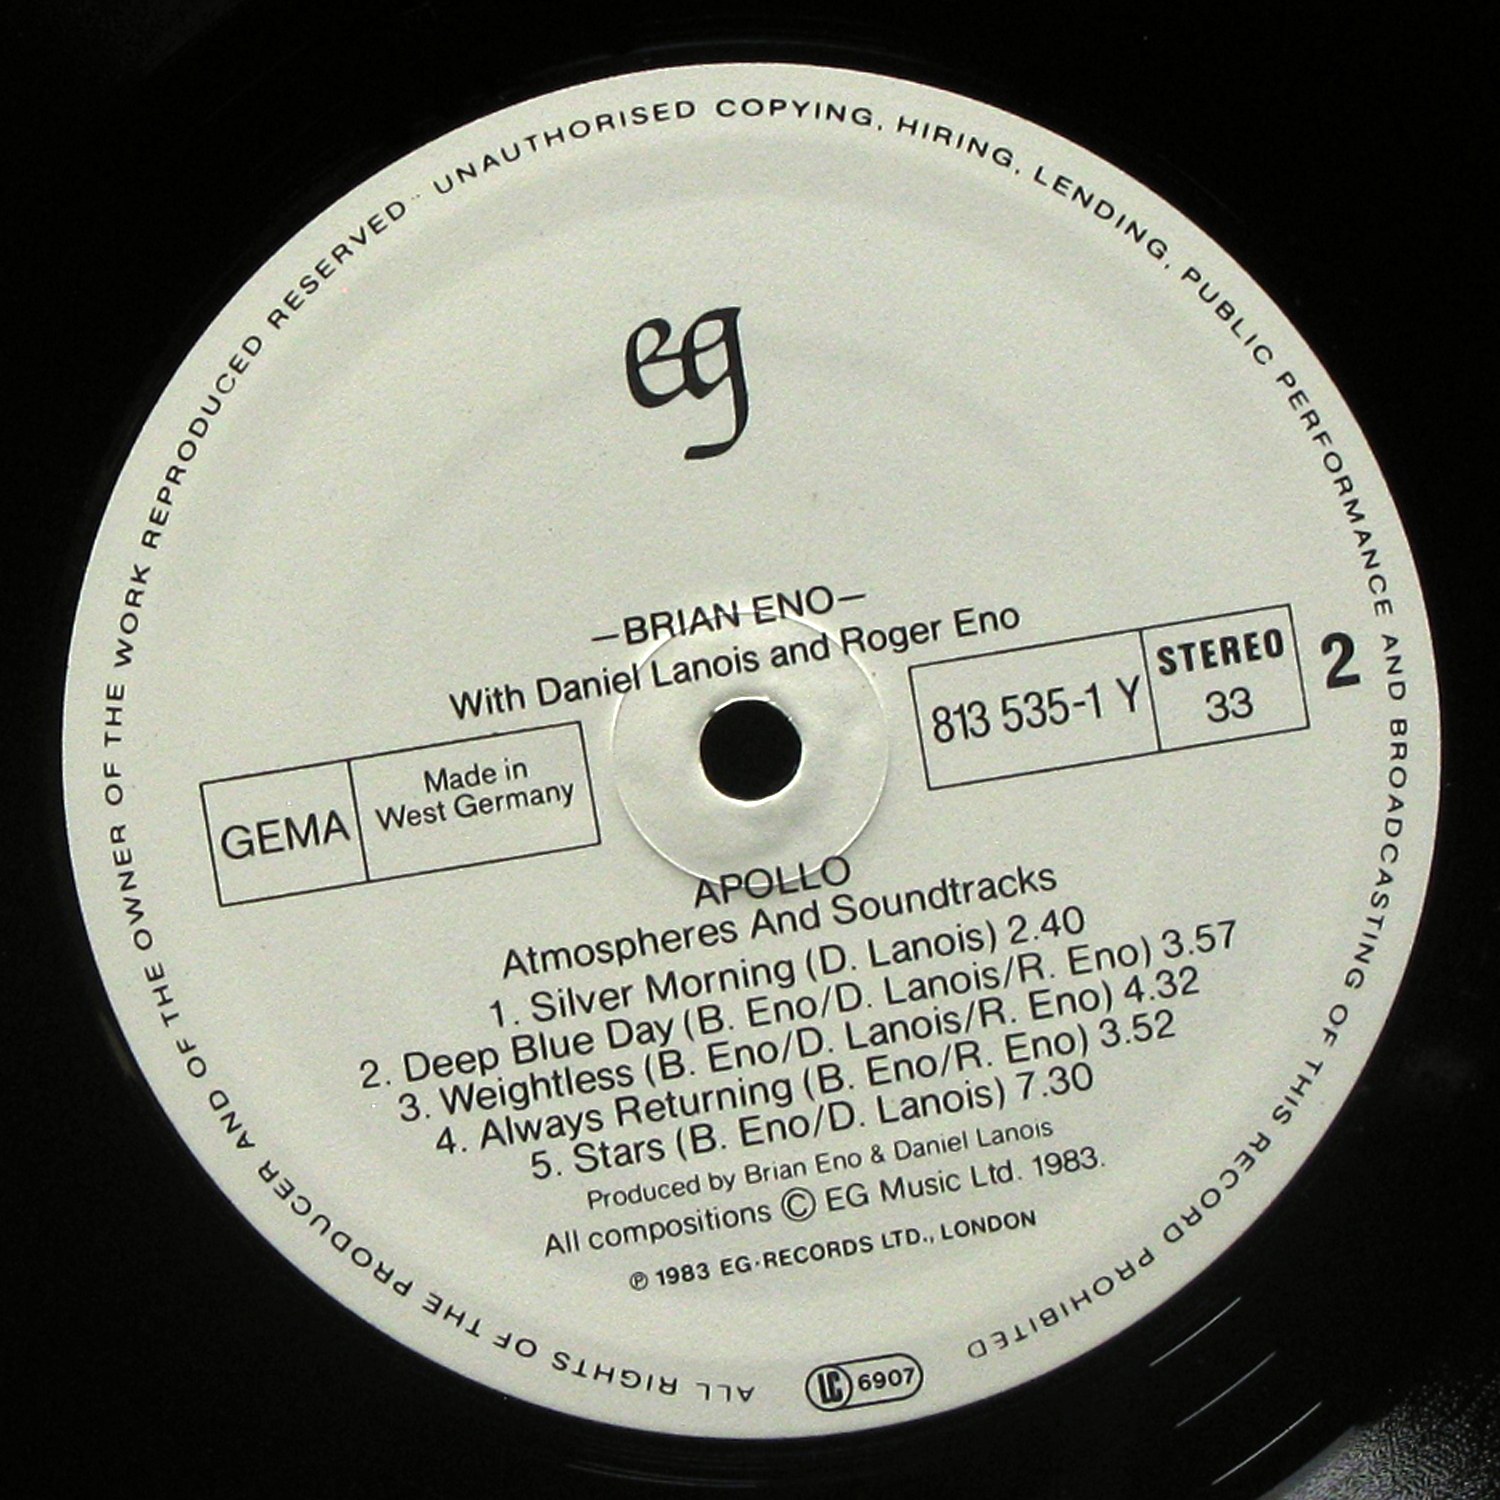 ALL RIGHTS OF THE PRODUCER AND OF THE OWNER OF THE WORK REPRODUCED RESERVED·· UNAUTHORISED COPYING, HIRING, LENDING, PUBLIC PERFORMANCE AND BROADCASTING OF THIS RECORD PROHIBITED
eg
—BRIAN ENO—
With Daniel Lanois and Roger Eno
813 535-1 Y
STEREO
33
2
GEMA
Made in
West Germany
APOLLO
Atmospheres And Soundtracks
1. Silver Morning (D. Lanois) 2.40
2. Deep Blue Day (B. Eno/D. Lanois/R. Eno) 3.57
3. Weightless (B. Eno/D. Lanois/R. Eno) 4.32
4. Always Returning (B. Eno/R. Eno) 3.52
5. Stars (B. Eno/D. Lanois) 7.30
Produced by Brian Eno & Daniel Lanois
All compositions © EG Music Ltd. 1983.
℗ 1983 EG·RECORDS LTD., LONDON
LC 6907